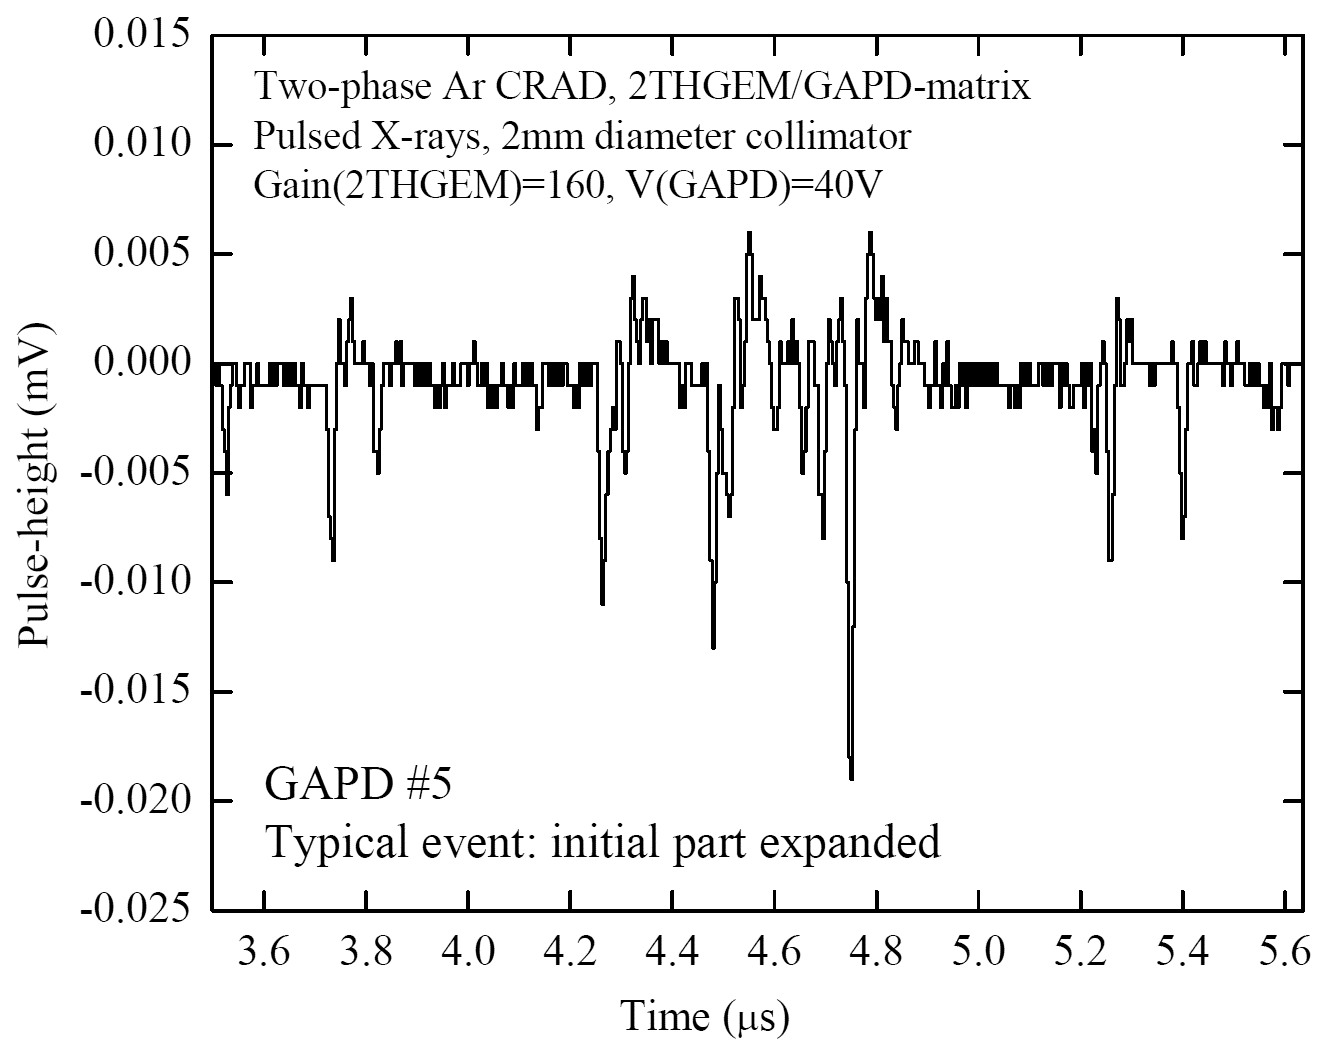 0.015
0.010
0.005
0.000
-0.005
-0.010
-0.015
-0.020
-0.025
Pulse-height (mV)
Two-phase Ar CRAD, 2THGEM/GAPD-matrix
Pulsed X-rays, 2mm diameter collimator
Gain(2THGEM)=160, V(GAPD)=40V
GAPD #5
Typical event: initial part expanded
3.6 3.8 4.0 4.2 4.4 4.6 4.8 5.0 5.2 5.4 5.6
Time (μs)